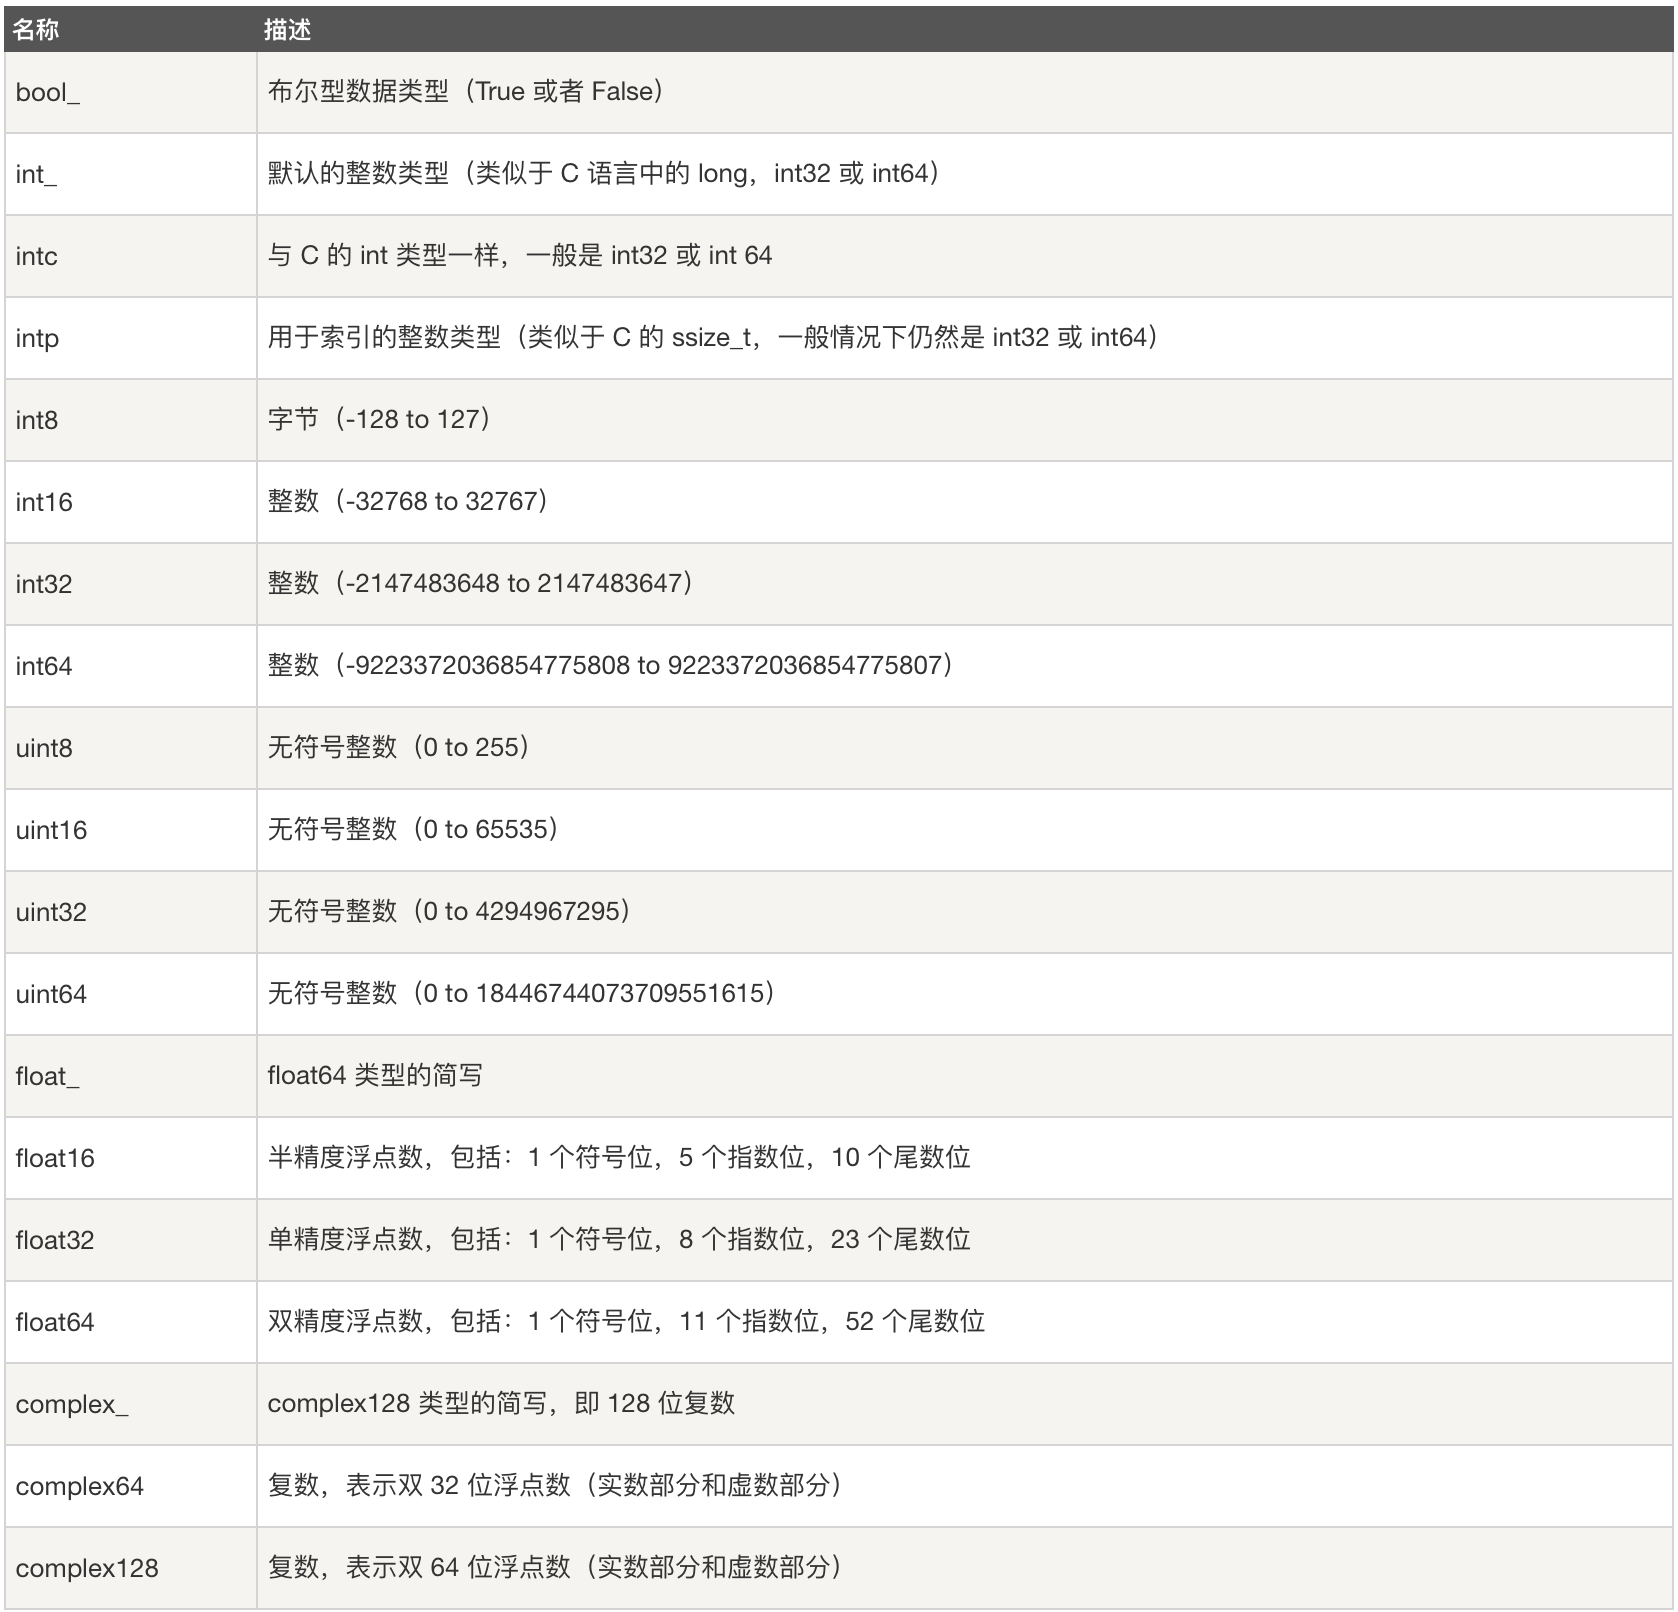 名称 描述
bool_ 布尔型数据类型（True 或者 False）
int_ 默认的整数类型（类似于 C 语言中的 long，int32 或 int64）
intc 与 C 的 int 类型一样，一般是 int32 或 int 64
intp 用于索引的整数类型（类似于 C 的 ssize_t，一般情况下仍然是 int32 或 int64）
int8 字节（-128 to 127）
int16 整数（-32768 to 32767）
int32 整数（-2147483648 to 2147483647）
int64 整数（-9223372036854775808 to 9223372036854775807）
uint8 无符号整数（0 to 255）
uint16 无符号整数（0 to 65535）
uint32 无符号整数（0 to 4294967295）
uint64 无符号整数（0 to 18446744073709551615）
float_ float64 类型的简写
float16 半精度浮点数，包括：1 个符号位，5 个指数位，10 个尾数位
float32 单精度浮点数，包括：1 个符号位，8 个指数位，23 个尾数位
float64 双精度浮点数，包括：1 个符号位，11 个指数位，52 个尾数位
complex_ complex128 类型的简写，即 128 位复数
complex64 复数，表示双 32 位浮点数（实数部分和虚数部分）
complex128 复数，表示双 64 位浮点数（实数部分和虚数部分）